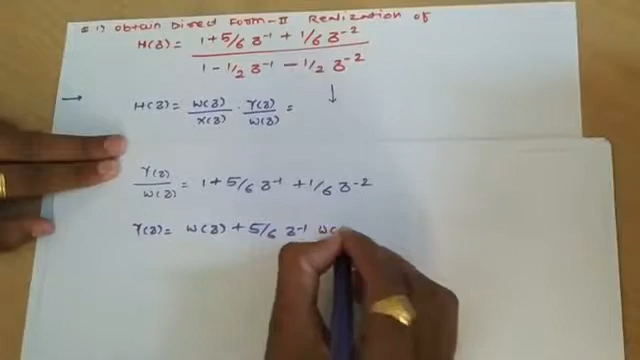 1) Obtain Direct Form-II Realization of
H(z) = 1 + 5/6 z⁻¹ + 1/6 z⁻² / 1 - 1/2 z⁻¹ - 1/2 z⁻²
→ H(z) = W(z)/X(z) · Y(z)/W(z) = ↓
Y(z)/W(z) = 1 + 5/6 z⁻¹ + 1/6 z⁻²
Y(z) = W(z) + 5/6 z⁻¹ W(